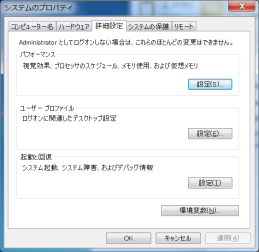 システムのプロパティ
コンピューター名 ハードウェア 詳細設定 システムの保護 リモート
Administrator としてログオンしない場合は、これらのほとんどの変更はできません。
パフォーマンス
視覚効果、プロセッサのスケジュール、メモリ使用、および仮想メモリ
設定(S)...
ユーザー プロファイル
ログオンに関連したデスクトップ設定
設定(E)...
起動と回復
システム起動、システム障害、およびデバッグ情報
設定(T)...
環境変数(N)...
OK キャンセル 適用(A)